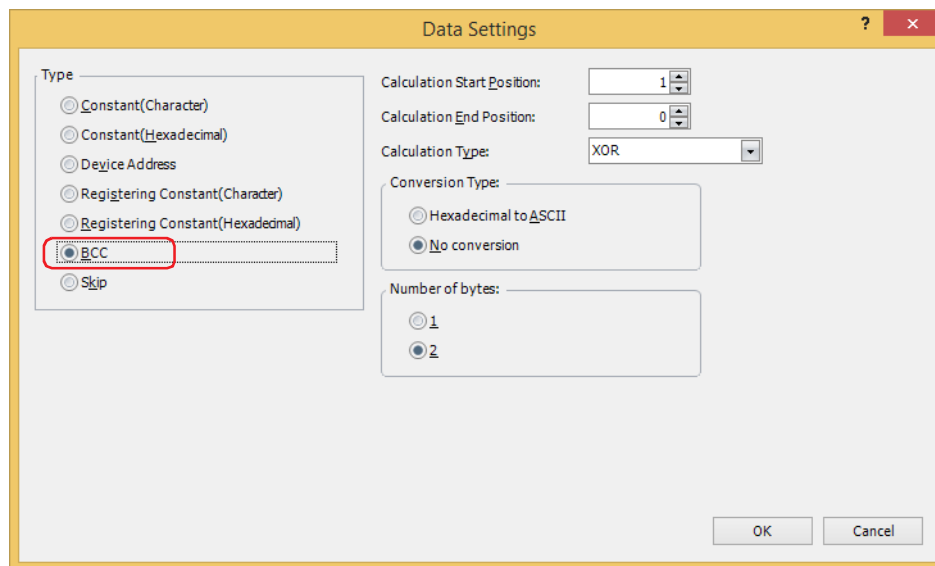 Data Settings
?
×
Type
Constant(Character)
Constant(Hexadecimal)
Device Address
Registering Constant(Character)
Registering Constant(Hexadecimal)
BCC
Skip
Calculation Start Position: 1
Calculation End Position: 0
Calculation Type: XOR
Conversion Type:
Hexadecimal to ASCII
No conversion
Number of bytes:
1
2
OK
Cancel